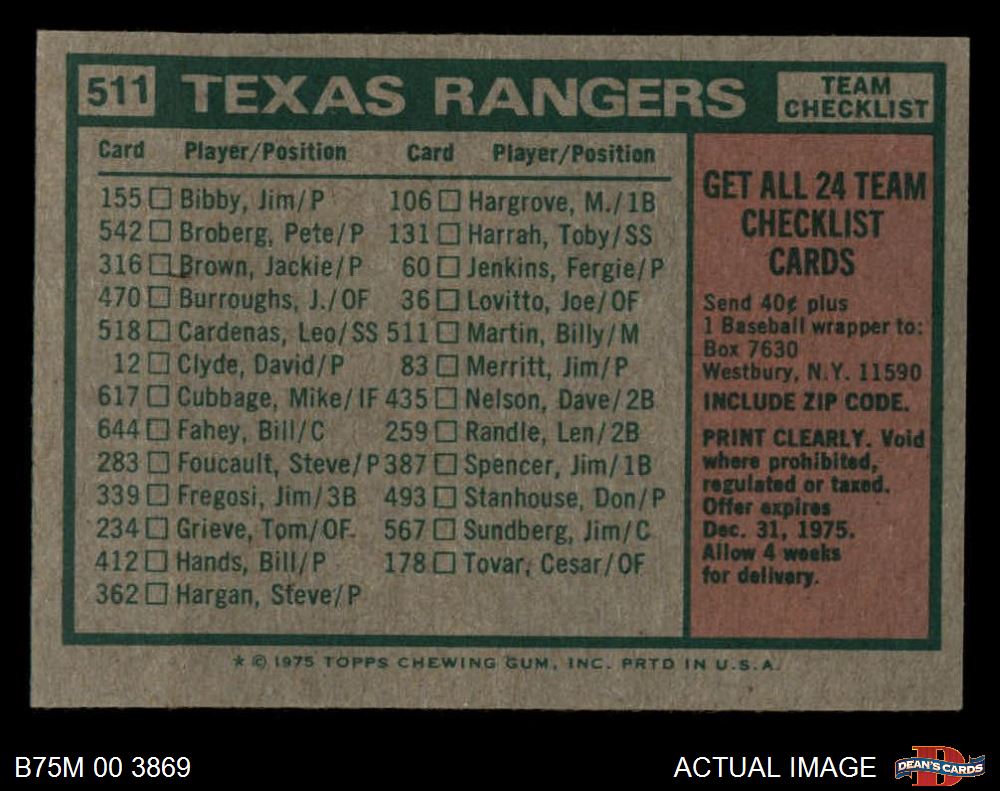 511 TEXAS RANGERS TEAM CHECKLIST
Card Player/Position Card Player/Position
155 □ Bibby, Jim/P 106 □ Hargrove, M./1B
542 □ Broberg, Pete/P 131 □ Harrah, Toby/SS
316 □ Brown, Jackie/P 60 □ Jenkins, Fergie/P
470 □ Burroughs, J./OF 36 □ Lovitto, Joe/OF
518 □ Cardenas, Leo/SS 511 □ Martin, Billy/M
12 □ Clyde, David/P 83 □ Merritt, Jim/P
617 □ Cubbage, Mike/IF 435 □ Nelson, Dave/2B
644 □ Fahey, Bill/C 259 □ Randle, Len/2B
283 □ Foucault, Steve/P 387 □ Spencer, Jim/1B
339 □ Fregosi, Jim/3B 493 □ Stanhouse, Don/P
234 □ Grieve, Tom/OF 567 □ Sundberg, Jim/C
412 □ Hands, Bill/P 178 □ Tovar, Cesar/OF
362 □ Hargan, Steve/P
GET ALL 24 TEAM
CHECKLIST
CARDS
Send 40¢ plus
1 Baseball wrapper to:
Box 7630
Westbury, N.Y. 11590
INCLUDE ZIP CODE.
PRINT CLEARLY. Void
where prohibited,
regulated or taxed.
Offer expires
Dec. 31, 1975.
Allow 4 weeks
for delivery.
* © 1975 TOPPS CHEWING GUM, INC. PRTD IN U.S.A.
B75M 00 3869 ACTUAL IMAGE
D
DEAN'S CARDS